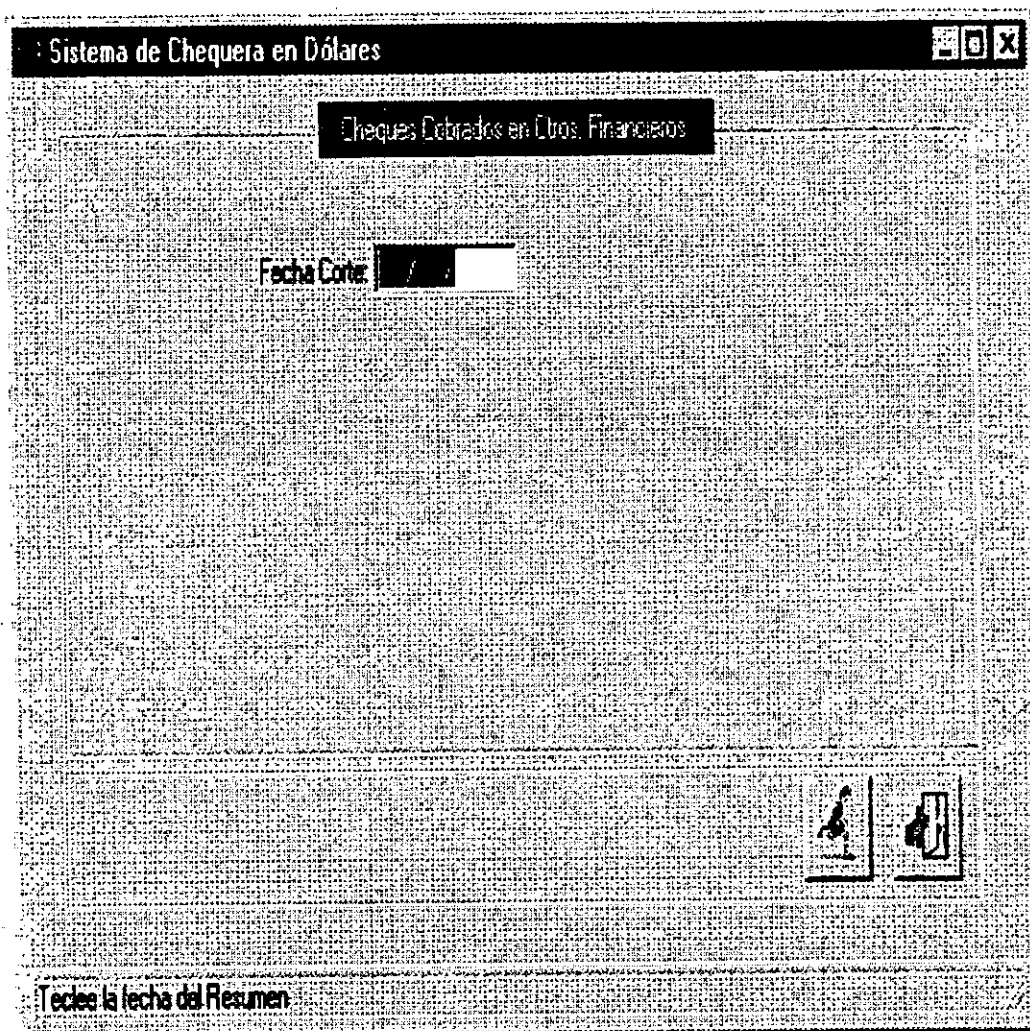 : Sistema de Chequera en Dólares
Cheques Cobrados en Ctros. Financieros
Fecha Corte: / /
Teclee la fecha del Resumen